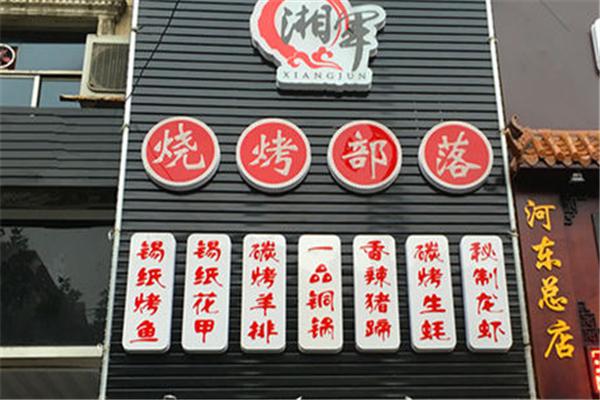 湘军
XIANGJUN
烧烤部落
锡纸烤鱼
锡纸花甲
碳烤羊排
一品铜锅
香辣猪蹄
碳烤生蚝
秘制龙虾
河东总店